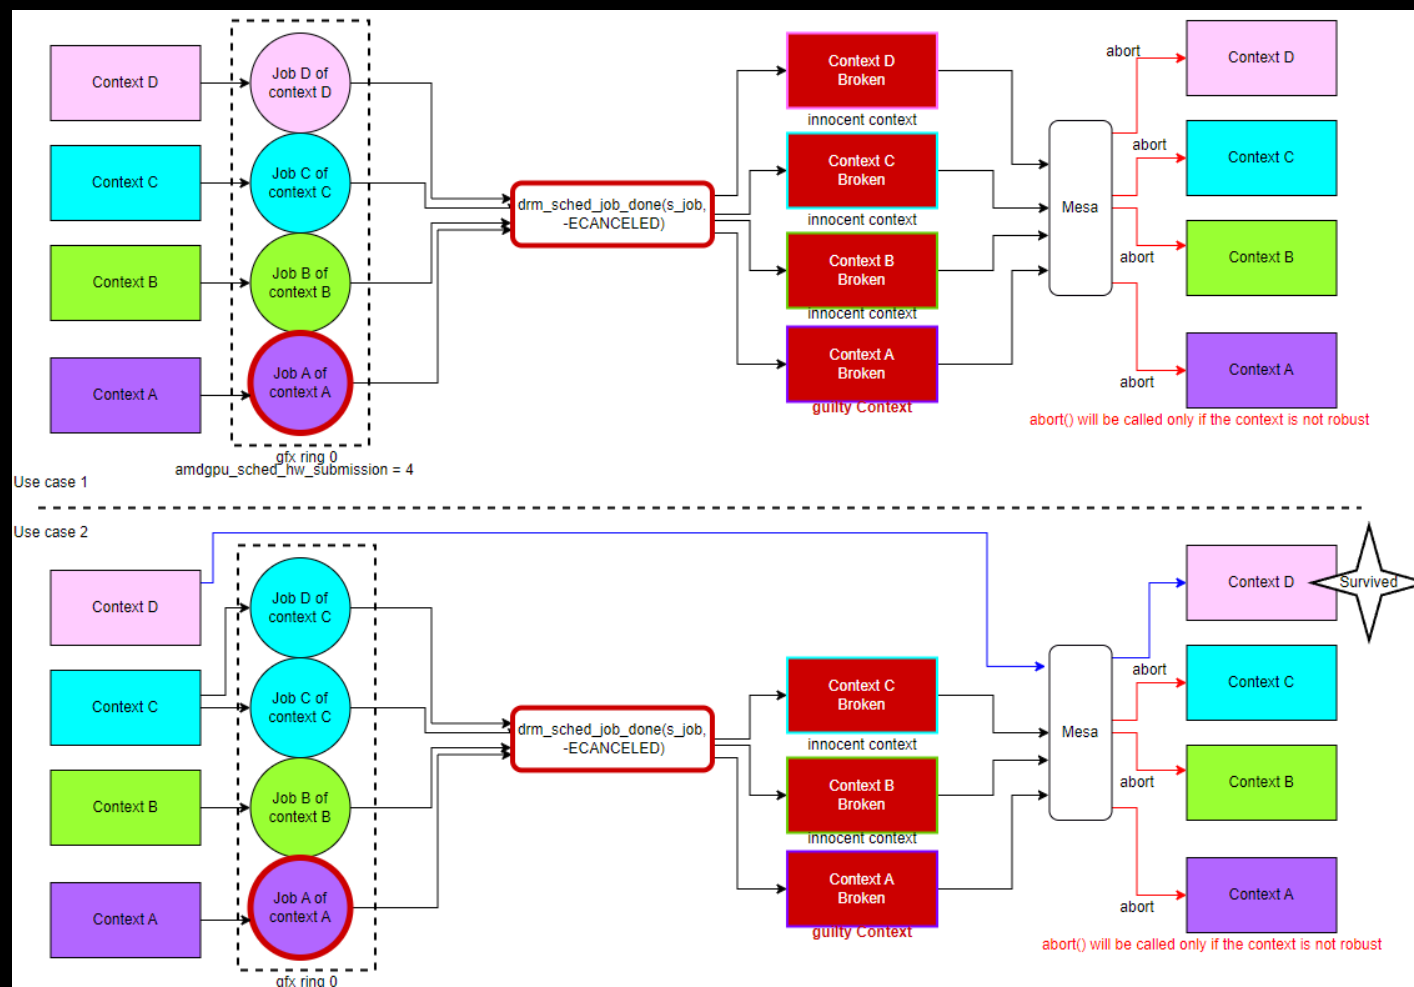 Context D
Job D of
context D
Context D
Broken
innocent context
abort
Context D
Context C
Job C of
context C
Context C
Broken
innocent context
abort
Context C
drm_sched_job_done(s_job,
-ECANCELED)
Mesa
Context B
Job B of
context B
Context B
Broken
innocent context
abort
Context B
Context A
Job A of
context A
Context A
Broken
guilty Context
abort
Context A
abort() will be called only if the context is not robust
gfx ring 0
amdgpu_sched_hw_submission = 4
Use case 1
Use case 2
Context D
Job D of
context C
Context D
Survived
Context C
Job C of
context C
Context C
Broken
innocent context
abort
Context C
drm_sched_job_done(s_job,
-ECANCELED)
Mesa
Context B
Job B of
context B
Context B
Broken
innocent context
abort
Context B
Context A
Job A of
context A
Context A
Broken
guilty Context
abort
Context A
abort() will be called only if the context is not robust
gfx ring 0